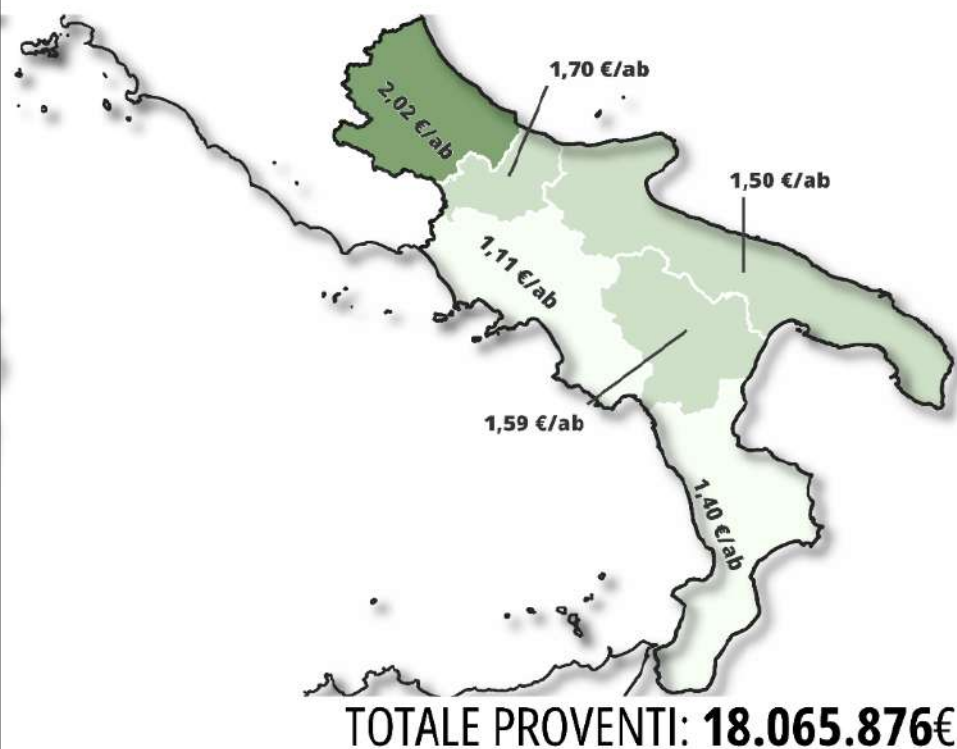 1,70 €/ab
2,02 €/ab
1,50 €/ab
1,11 €/ab
1,59 €/ab
1,40 €/ab
TOTALE PROVENTI: 18.065.876€